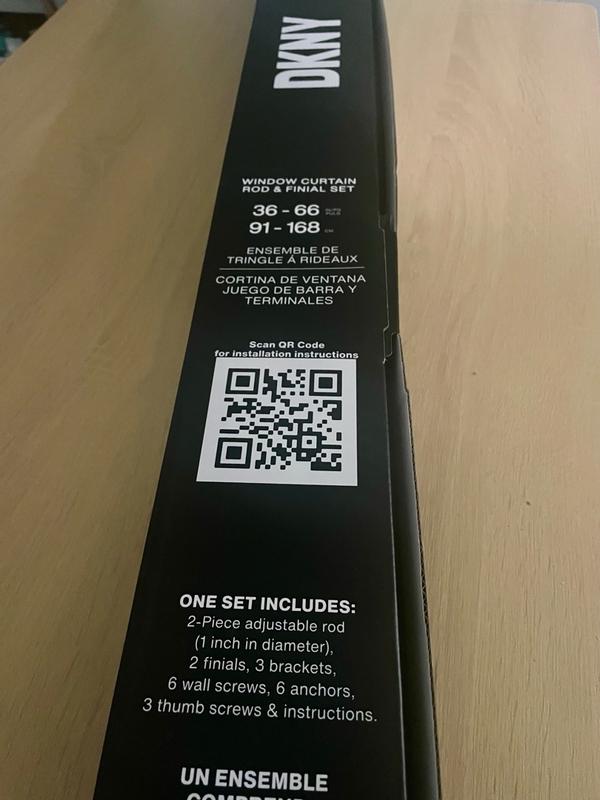 DKNY
WINDOW CURTAIN
ROD & FINIAL SET
36 - 66
91 - 168 CM
ENSEMBLE DE
TRINGLE À RIDEAUX
CORTINA DE VENTANA
JUEGO DE BARRA Y
TERMINALES
Scan QR Code
for installation instructions
ONE SET INCLUDES:
2-Piece adjustable rod
(1 inch in diameter),
2 finials, 3 brackets,
6 wall screws, 6 anchors,
3 thumb screws & instructions.
UN ENSEMBLE